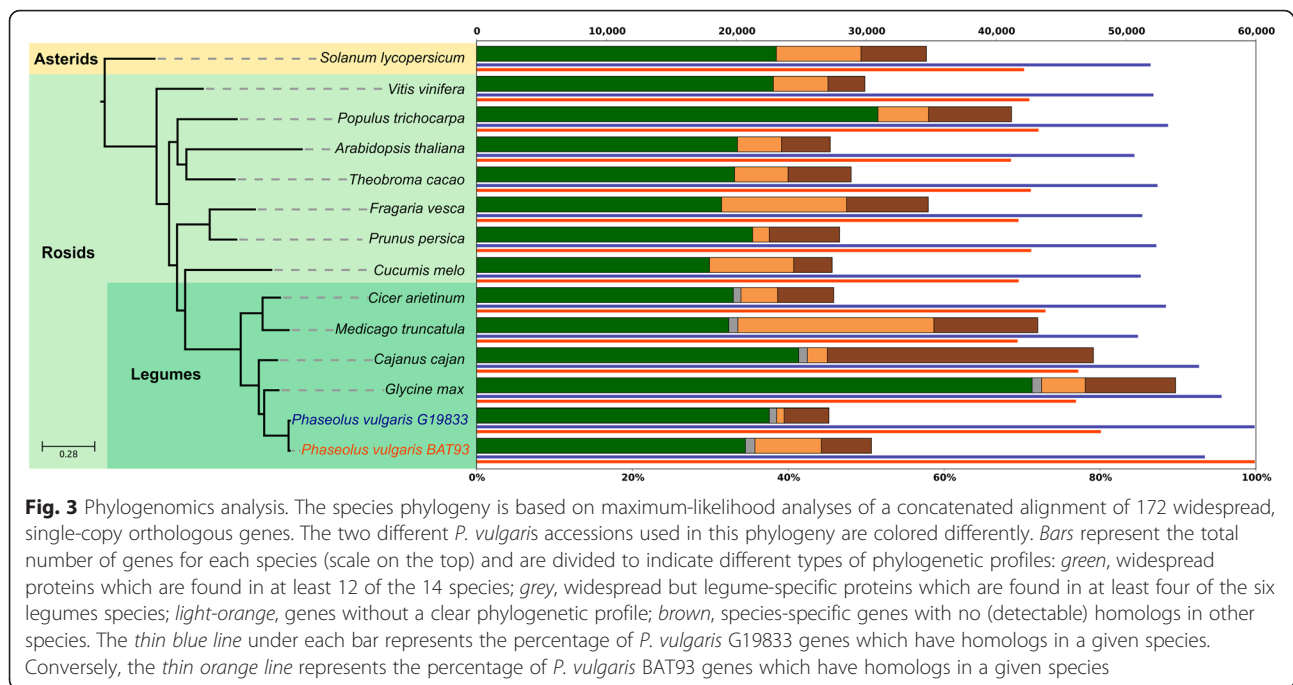 0 10,000 20,000 30,000 40,000 50,000 60,000
Asterids
Solanum lycopersicum
Vitis vinifera
Populus trichocarpa
Arabidopsis thaliana
Theobroma cacao
Fragaria vesca
Rosids
Prunus persica
Cucumis melo
Cicer arietinum
Medicago truncatula
Cajanus cajan
Legumes
Glycine max
Phaseolus vulgaris G19833
0.28
Phaseolus vulgaris BAT93
0% 20% 40% 60% 80% 100%
Fig. 3 Phylogenomics analysis. The species phylogeny is based on maximum-likelihood analyses of a concatenated alignment of 172 widespread,
single-copy orthologous genes. The two different P. vulgaris accessions used in this phylogeny are colored differently. Bars represent the total
number of genes for each species (scale on the top) and are divided to indicate different types of phylogenetic profiles: green, widespread
proteins which are found in at least 12 of the 14 species; grey, widespread but legume-specific proteins which are found in at least four of the six
legumes species; light-orange, genes without a clear phylogenetic profile; brown, species-specific genes with no (detectable) homologs in other
species. The thin blue line under each bar represents the percentage of P. vulgaris G19833 genes which have homologs in a given species.
Conversely, the thin orange line represents the percentage of P. vulgaris BAT93 genes which have homologs in a given species